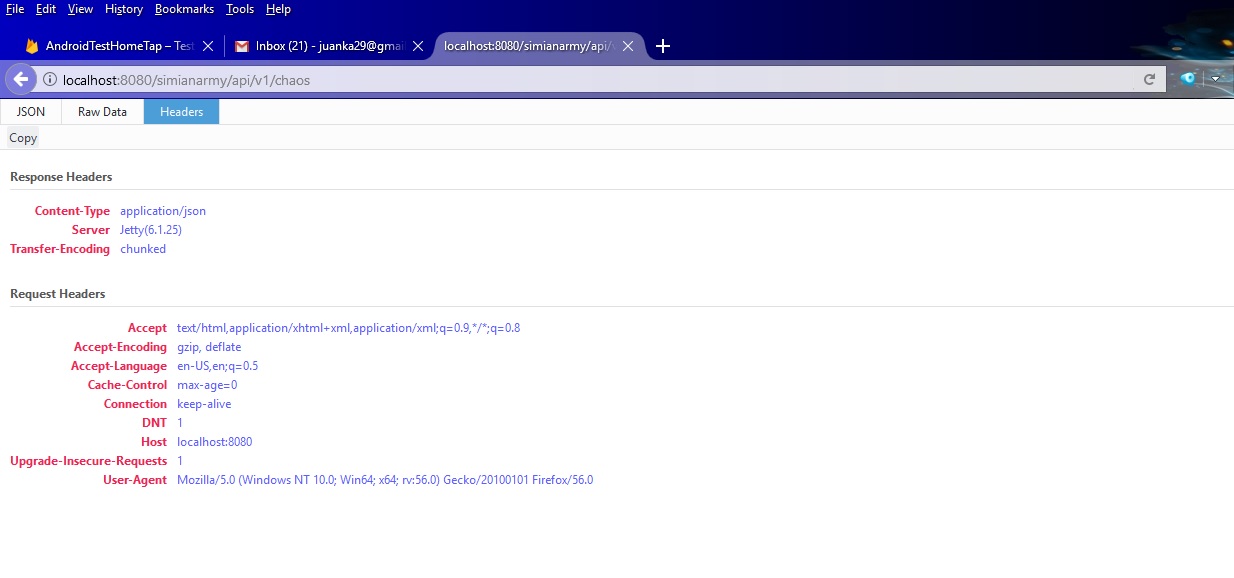 File Edit View History Bookmarks Tools Help
AndroidTestHomeTap – Test Inbox (21) - juanka29@gmai localhost:8080/simianarmy/api/v
localhost:8080/simianarmy/api/v1/chaos
JSON Raw Data Headers
Copy
Response Headers
Content-Type application/json
Server Jetty(6.1.25)
Transfer-Encoding chunked
Request Headers
Accept text/html,application/xhtml+xml,application/xml;q=0.9,*/*;q=0.8
Accept-Encoding gzip, deflate
Accept-Language en-US,en;q=0.5
Cache-Control max-age=0
Connection keep-alive
DNT 1
Host localhost:8080
Upgrade-Insecure-Requests 1
User-Agent Mozilla/5.0 (Windows NT 10.0; Win64; x64; rv:56.0) Gecko/20100101 Firefox/56.0